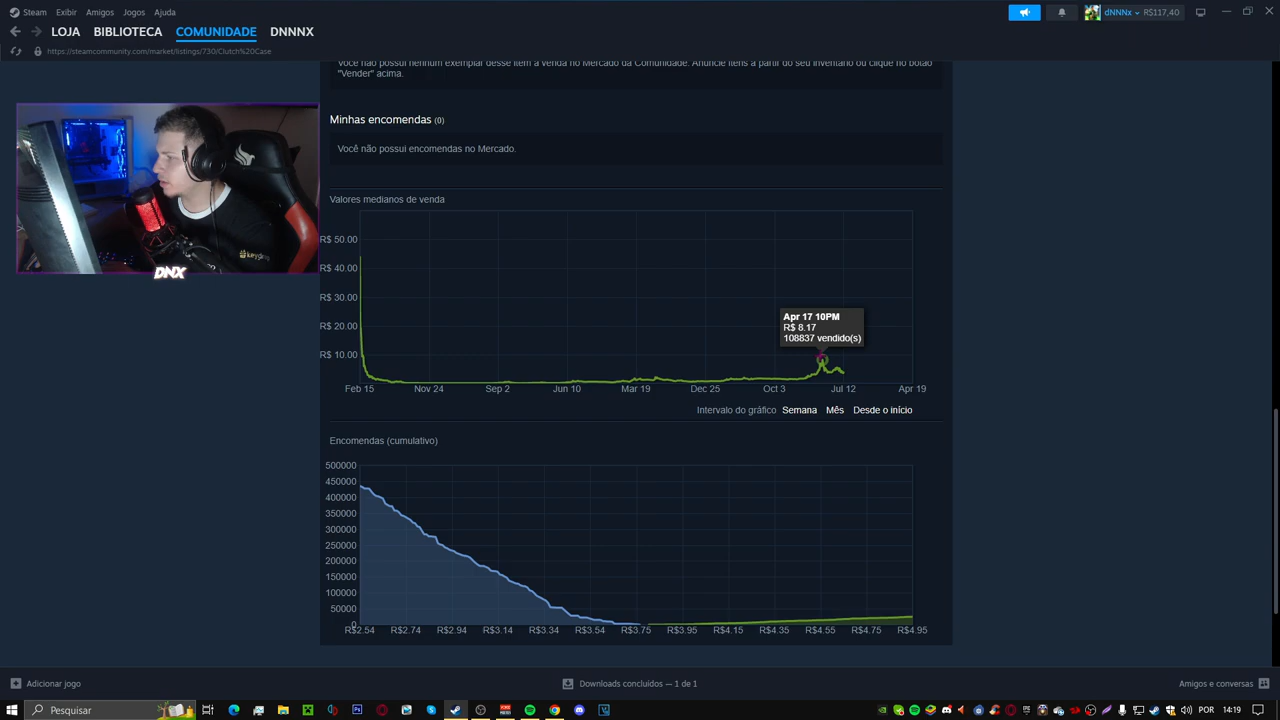 Steam Exibir Amigos Jogos Ajuda
dNNNx R$117,40
LOJA BIBLIOTECA COMUNIDADE DNNNX
https://steamcommunity.com/market/listings/730/Clutch%20Case
Você não possui nenhum exemplar desse item à venda no Mercado da Comunidade. Anuncie itens a partir do seu inventário ou clique no botão
"Vender" acima.
Minhas encomendas (0)
Você não possui encomendas no Mercado.
DNX
Valores medianos de venda
R$ 50.00
R$ 40.00
R$ 30.00
R$ 20.00
R$ 10.00
Apr 17 10PM
R$ 8.17
108837 vendido(s)
Feb 15 Nov 24 Sep 2 Jun 10 Mar 19 Dec 25 Oct 3 Jul 12 Apr 19
Intervalo do gráfico Semana Mês Desde o início
Encomendas (cumulativo)
500000
450000
400000
350000
300000
250000
200000
150000
100000
50000
0
R$2.54 R$2.74 R$2.94 R$3.14 R$3.34 R$3.54 R$3.75 R$3.95 R$4.15 R$4.35 R$4.55 R$4.75 R$4.95
Adicionar jogo
Downloads concluídos — 1 de 1
Amigos e conversas
Pesquisar
POR 14:19